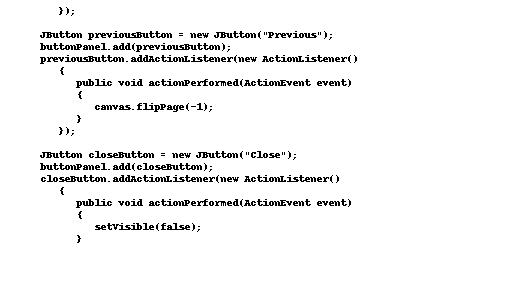 });
JButton previousButton = new JButton("Previous");
buttonPanel.add(previousButton);
previousButton.addActionListener(new ActionListener()
{
public void actionPerformed(ActionEvent event)
{
canvas.flipPage(-1);
}
});
JButton closeButton = new JButton("Close");
buttonPanel.add(closeButton);
closeButton.addActionListener(new ActionListener()
{
public void actionPerformed(ActionEvent event)
{
setVisible(false);
}